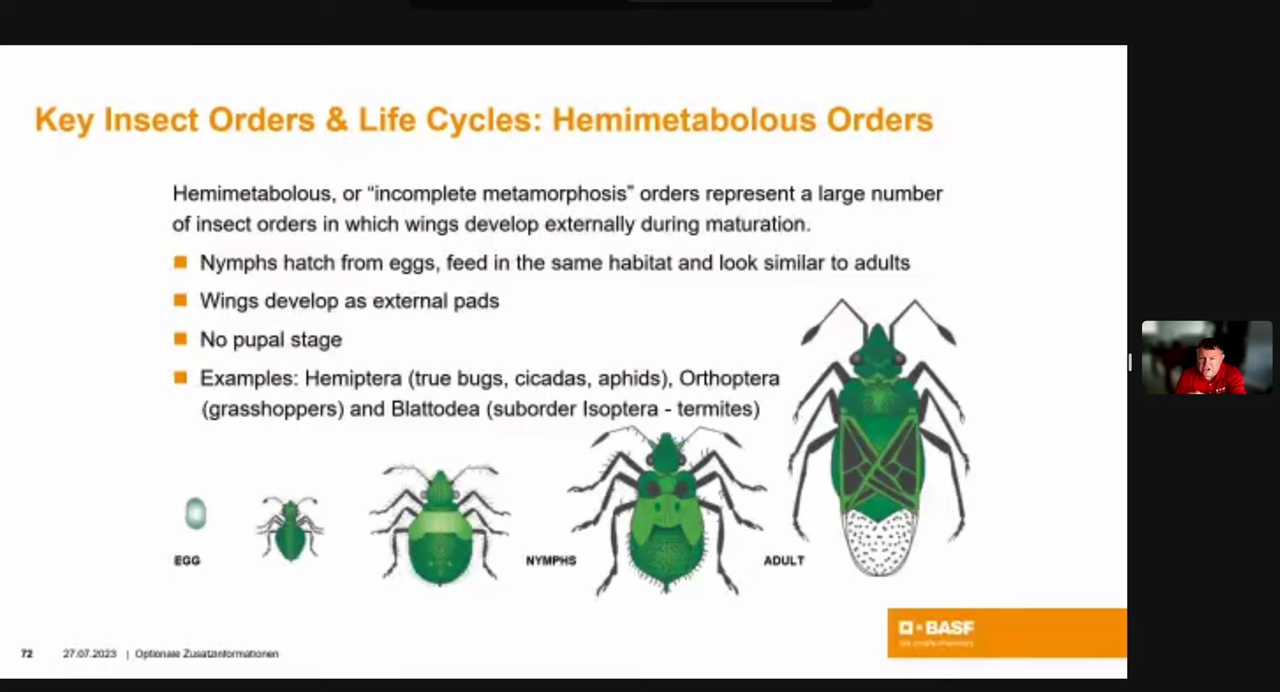 Key Insect Orders & Life Cycles: Hemimetabolous Orders
Hemimetabolous, or “incomplete metamorphosis” orders represent a large number
of insect orders in which wings develop externally during maturation.
Nymphs hatch from eggs, feed in the same habitat and look similar to adults
Wings develop as external pads
No pupal stage
Examples: Hemiptera (true bugs, cicadas, aphids), Orthoptera
(grasshoppers) and Blattodea (suborder Isoptera - termites)
EGG
NYMPHS
ADULT
BASF
72 27.07.2023 | Optionale Zusatzinformationen